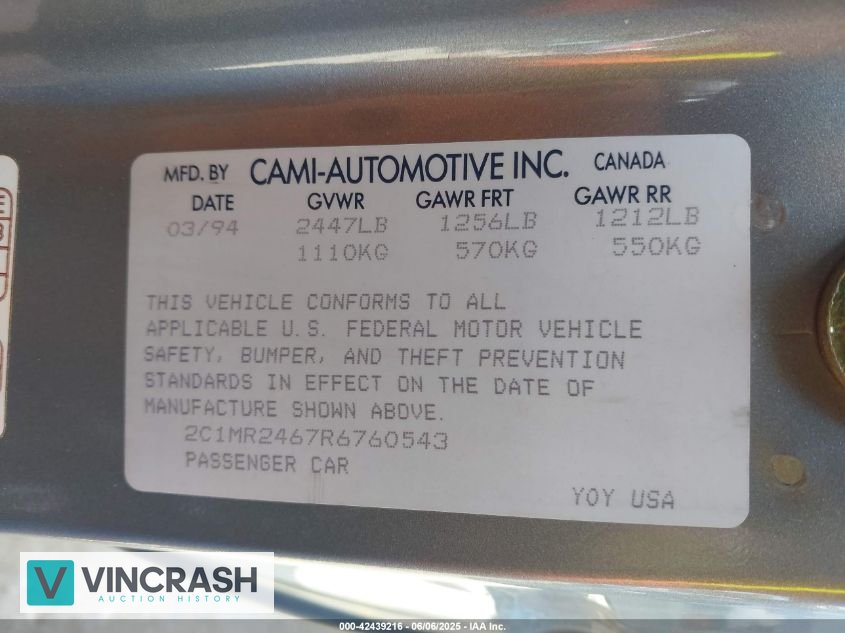 MFD. BY CAMI-AUTOMOTIVE INC. CANADA
DATE GVWR GAWR FRT GAWR RR
03/94 2447LB 1256LB 1212LB
1110KG 570KG 550KG
THIS VEHICLE CONFORMS TO ALL
APPLICABLE U.S. FEDERAL MOTOR VEHICLE
SAFETY, BUMPER, AND THEFT PREVENTION
STANDARDS IN EFFECT ON THE DATE OF
MANUFACTURE SHOWN ABOVE.
2C1MR2467R6760543
PASSENGER CAR
YOY USA
VINCRASH
AUCTION HISTORY
000-42439216 - 06/06/2025 - IAA Inc.